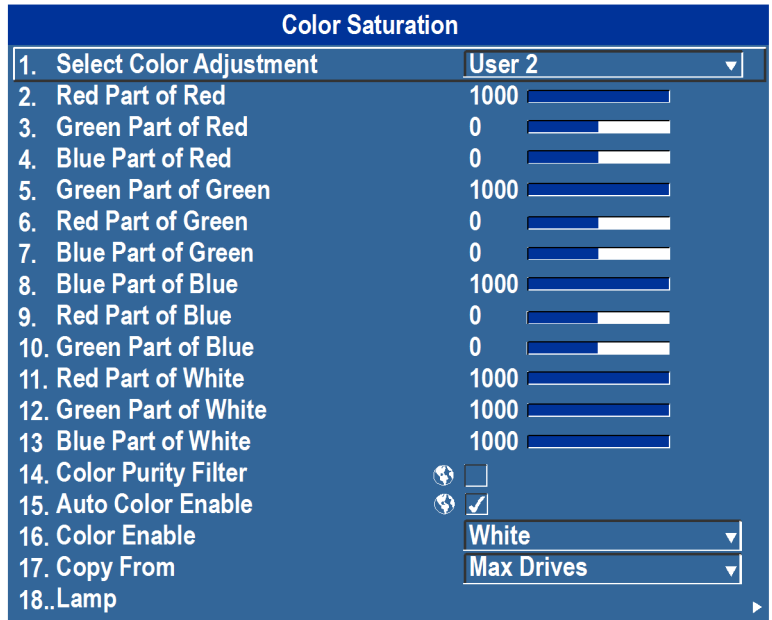 Color Saturation
1. Select Color Adjustment User 2
2. Red Part of Red 1000
3. Green Part of Red 0
4. Blue Part of Red 0
5. Green Part of Green 1000
6. Red Part of Green 0
7. Blue Part of Green 0
8. Blue Part of Blue 1000
9. Red Part of Blue 0
10. Green Part of Blue 0
11. Red Part of White 1000
12. Green Part of White 1000
13 Blue Part of White 1000
14. Color Purity Filter
15. Auto Color Enable
16. Color Enable White
17. Copy From Max Drives
18..Lamp